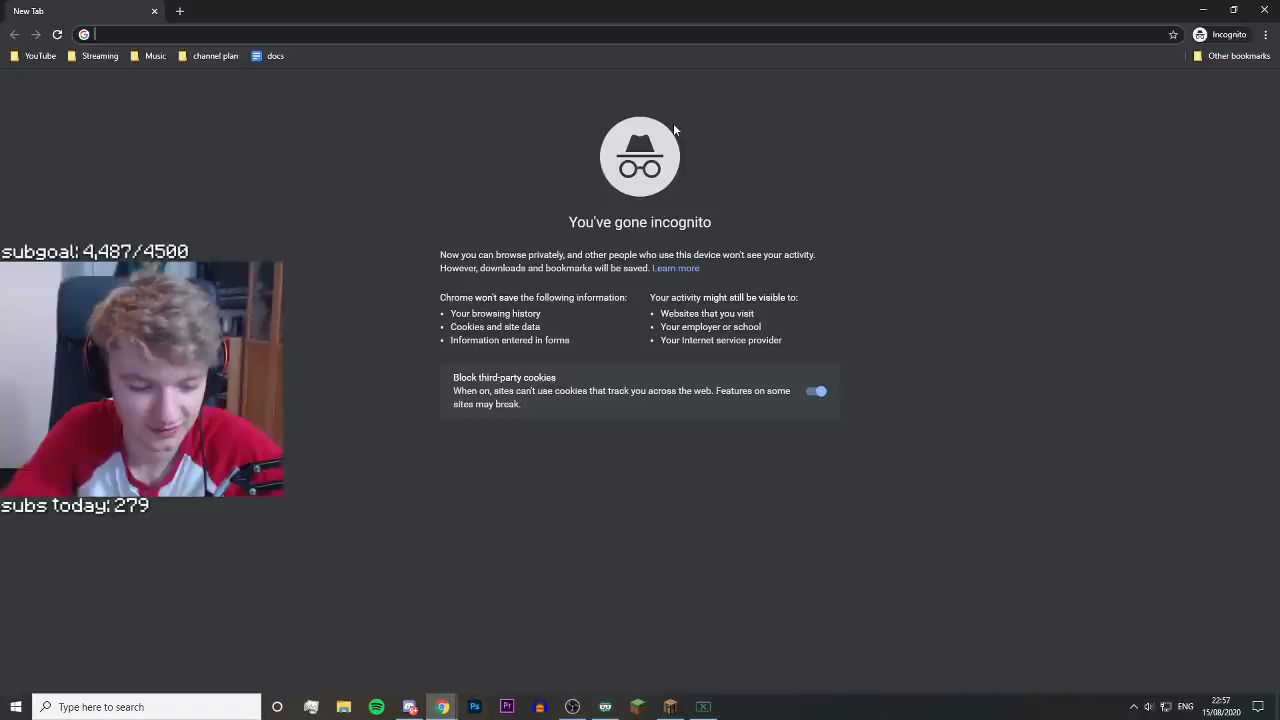 New Tab
Incognito
YouTube
Streaming
Music
channel plan
docs
Other bookmarks
You've gone incognito
Now you can browse privately, and other people who use this device won't see your activity.
However, downloads and bookmarks will be saved. Learn more
Chrome won't save the following information:
• Your browsing history
• Cookies and site data
• Information entered in forms
Your activity might still be visible to:
• Websites that you visit
• Your employer or school
• Your Internet service provider
Block third-party cookies
When on, sites can't use cookies that track you across the web. Features on some
sites may break.
subgoal: 4,487/4500
subs today: 279
Type here to search
Ps
Pr
ENG
22:57
15/08/2020